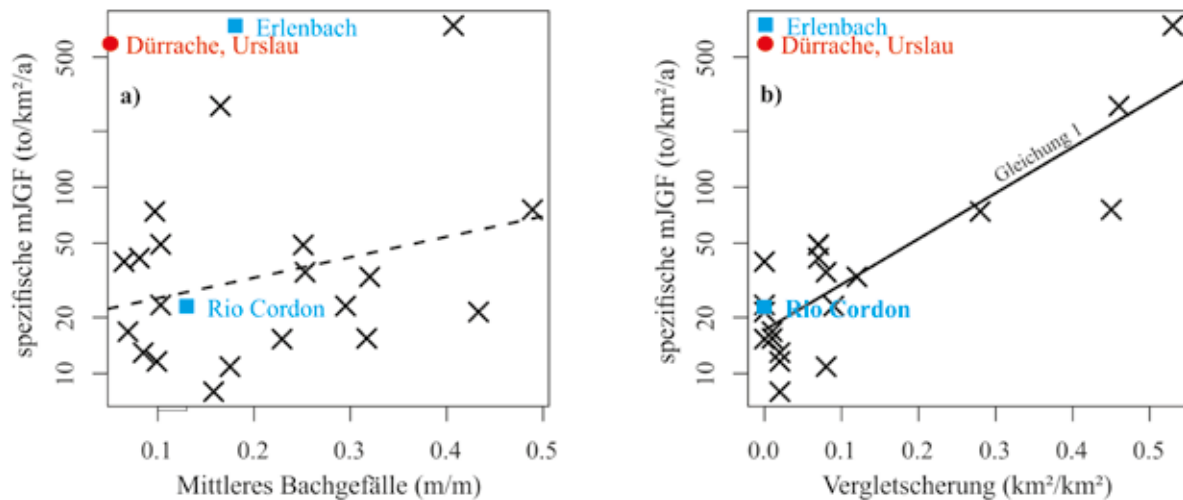 spezifische mJGF (to/km²/a)
500
100
50
20
10
Erlenbach
Dürrache, Urslau
a)
Rio Cordon
0.1 0.2 0.3 0.4 0.5
Mittleres Bachgefälle (m/m)
spezifische mJGF (to/km²/a)
500
100
50
20
10
Erlenbach
Dürrache, Urslau
b)
Gleichung 1
Rio Cordon
0.0 0.1 0.2 0.3 0.4 0.5
Vergletscherung (km²/km²)